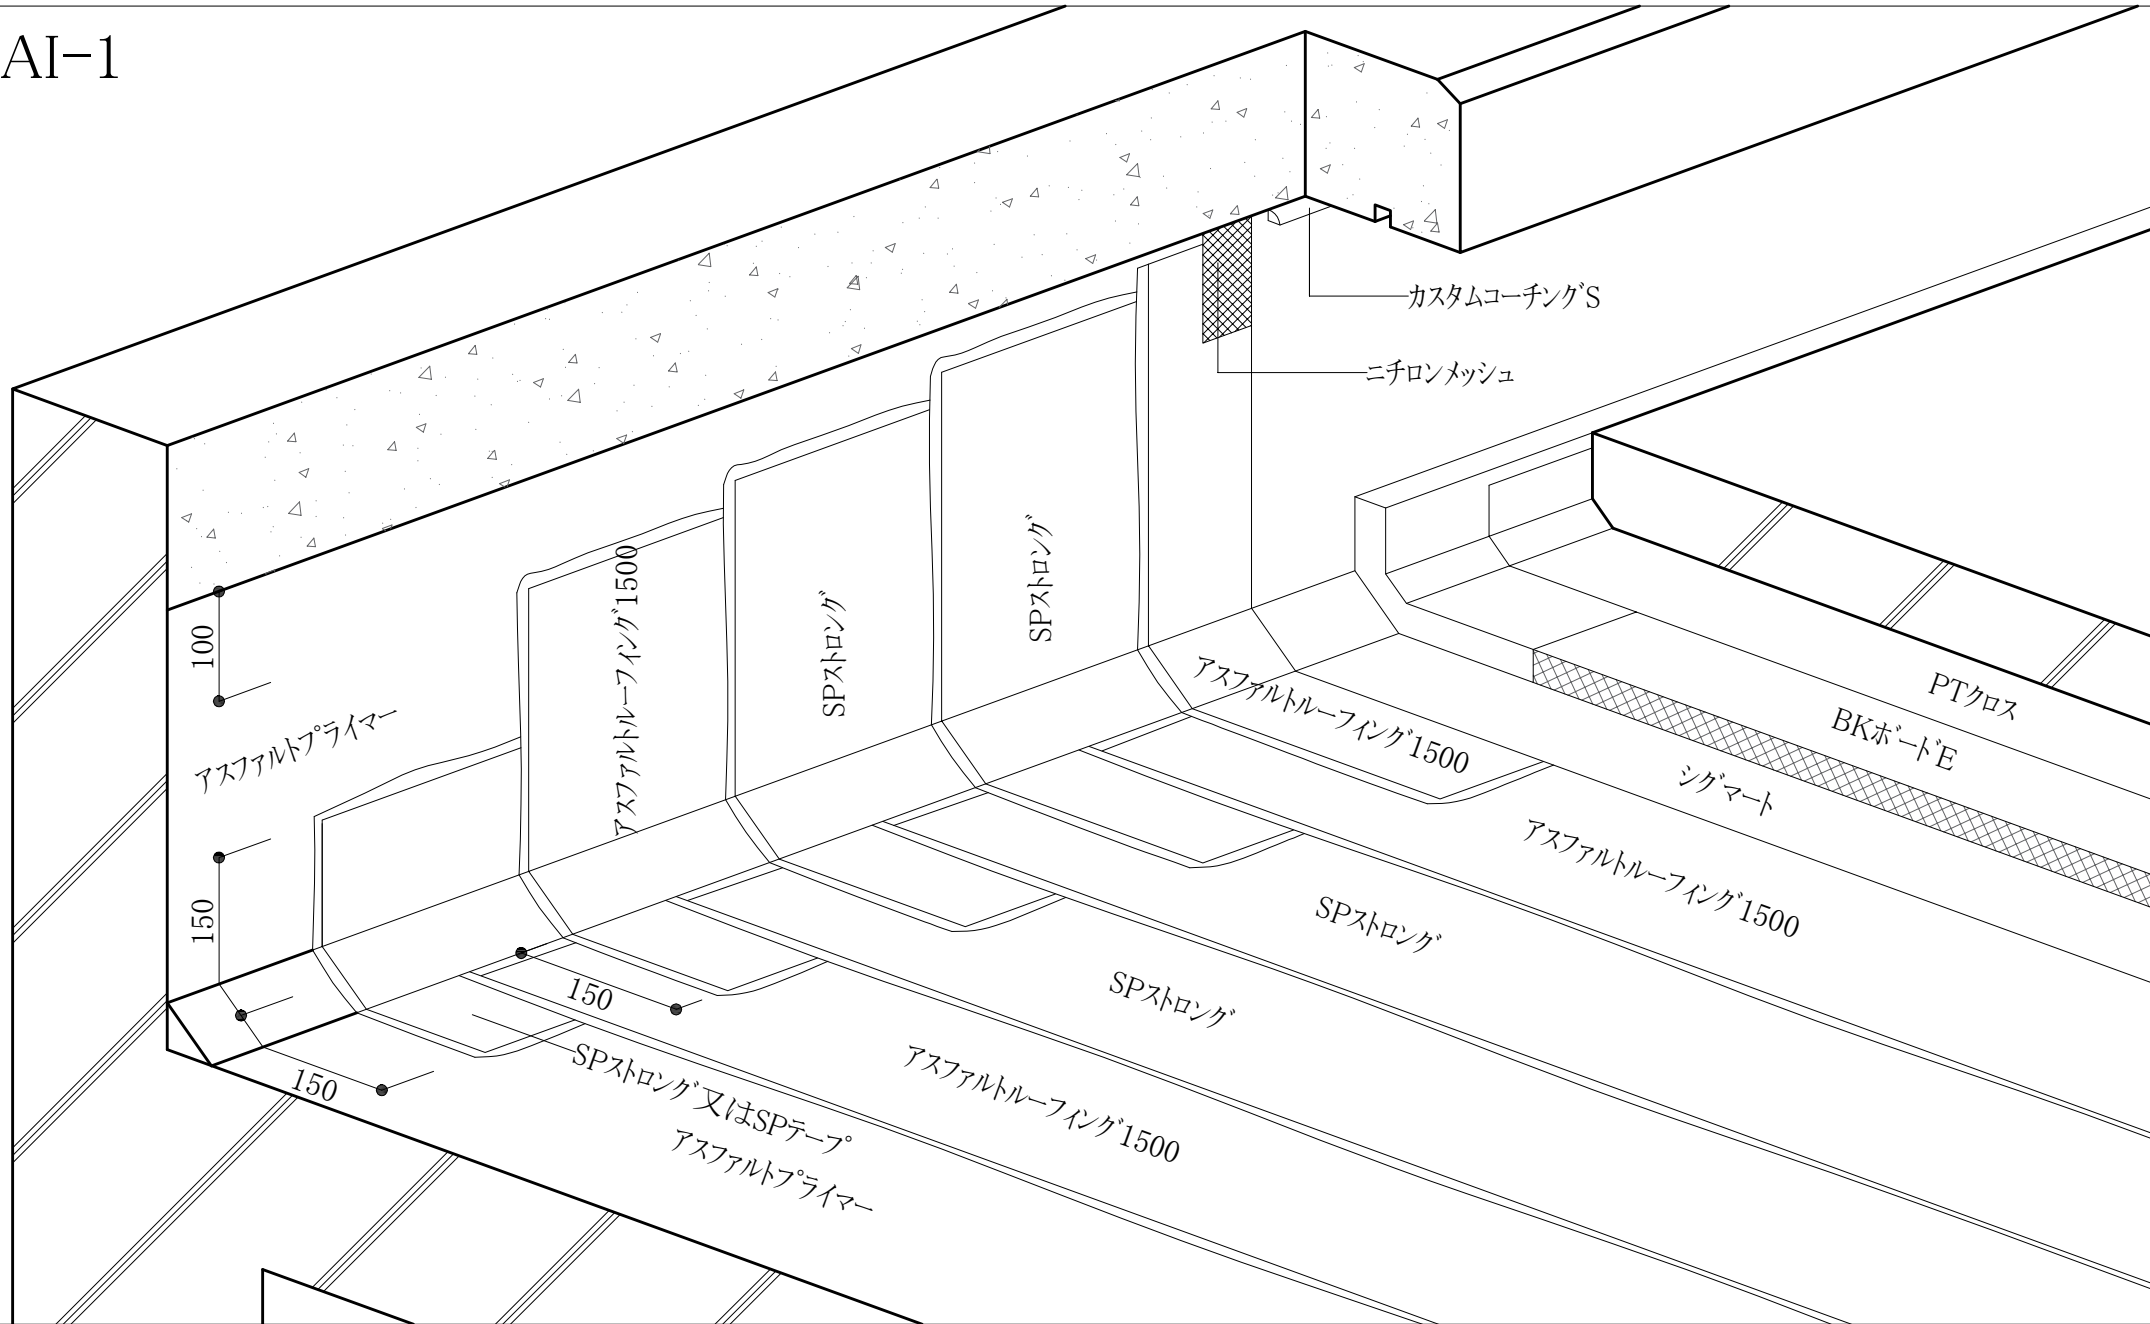 AI-1
カスタムコーチングS
ニチロンメッシュ
100
アスファルトプライマー
150
アスファルトルーフィング1500
SPストロング
SPストロング
アスファルトルーフィング1500
PTクロス
BKボードE
シグマート
アスファルトルーフィング1500
SPストロング
SPストロング
アスファルトルーフィング1500
150
150
SPストロング又はSPテープ
アスファルトプライマー